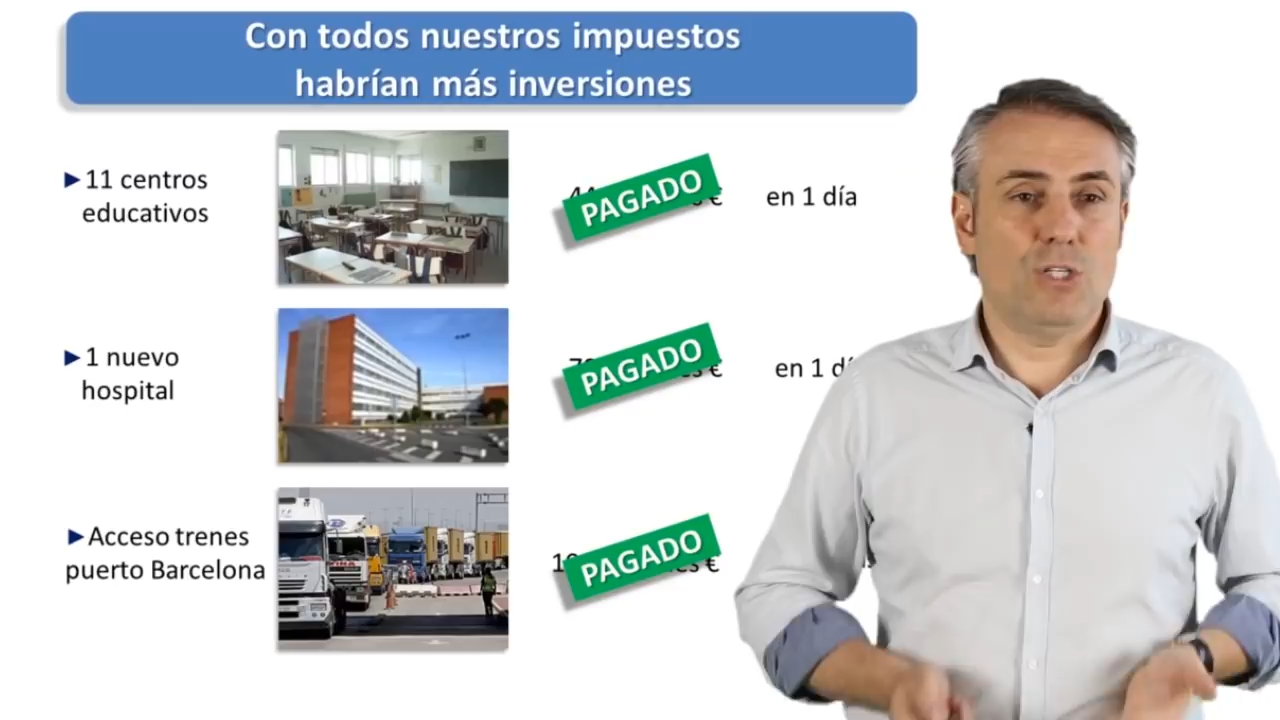 Con todos nuestros impuestos
habrían más inversiones
►11 centros
educativos
PAGADO
€
en 1 día
►1 nuevo
hospital
PAGADO
€
en 1
►Acceso trenes
puerto Barcelona
PAGADO
€